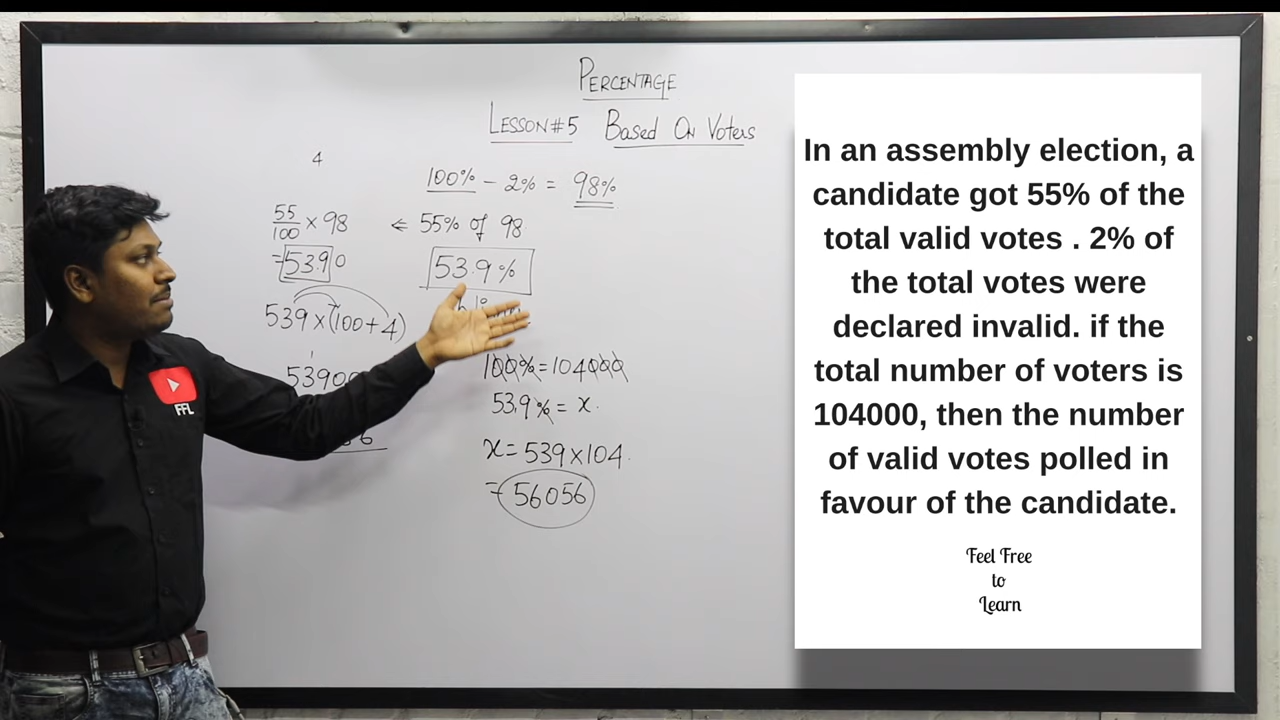 PERCENTAGE
LESSON#5 Based On Voters
4
100% - 2% = 98%
55/100 × 98 ⇐ 55% of 98
=53.90
53.9%
539 × (100+4)
53900
100% = 104000
53.9% = x.
x = 539 × 104.
= 56056
FFL
In an assembly election, a
candidate got 55% of the
total valid votes . 2% of
the total votes were
declared invalid. if the
total number of voters is
104000, then the number
of valid votes polled in
favour of the candidate.
Feel Free
to
Learn